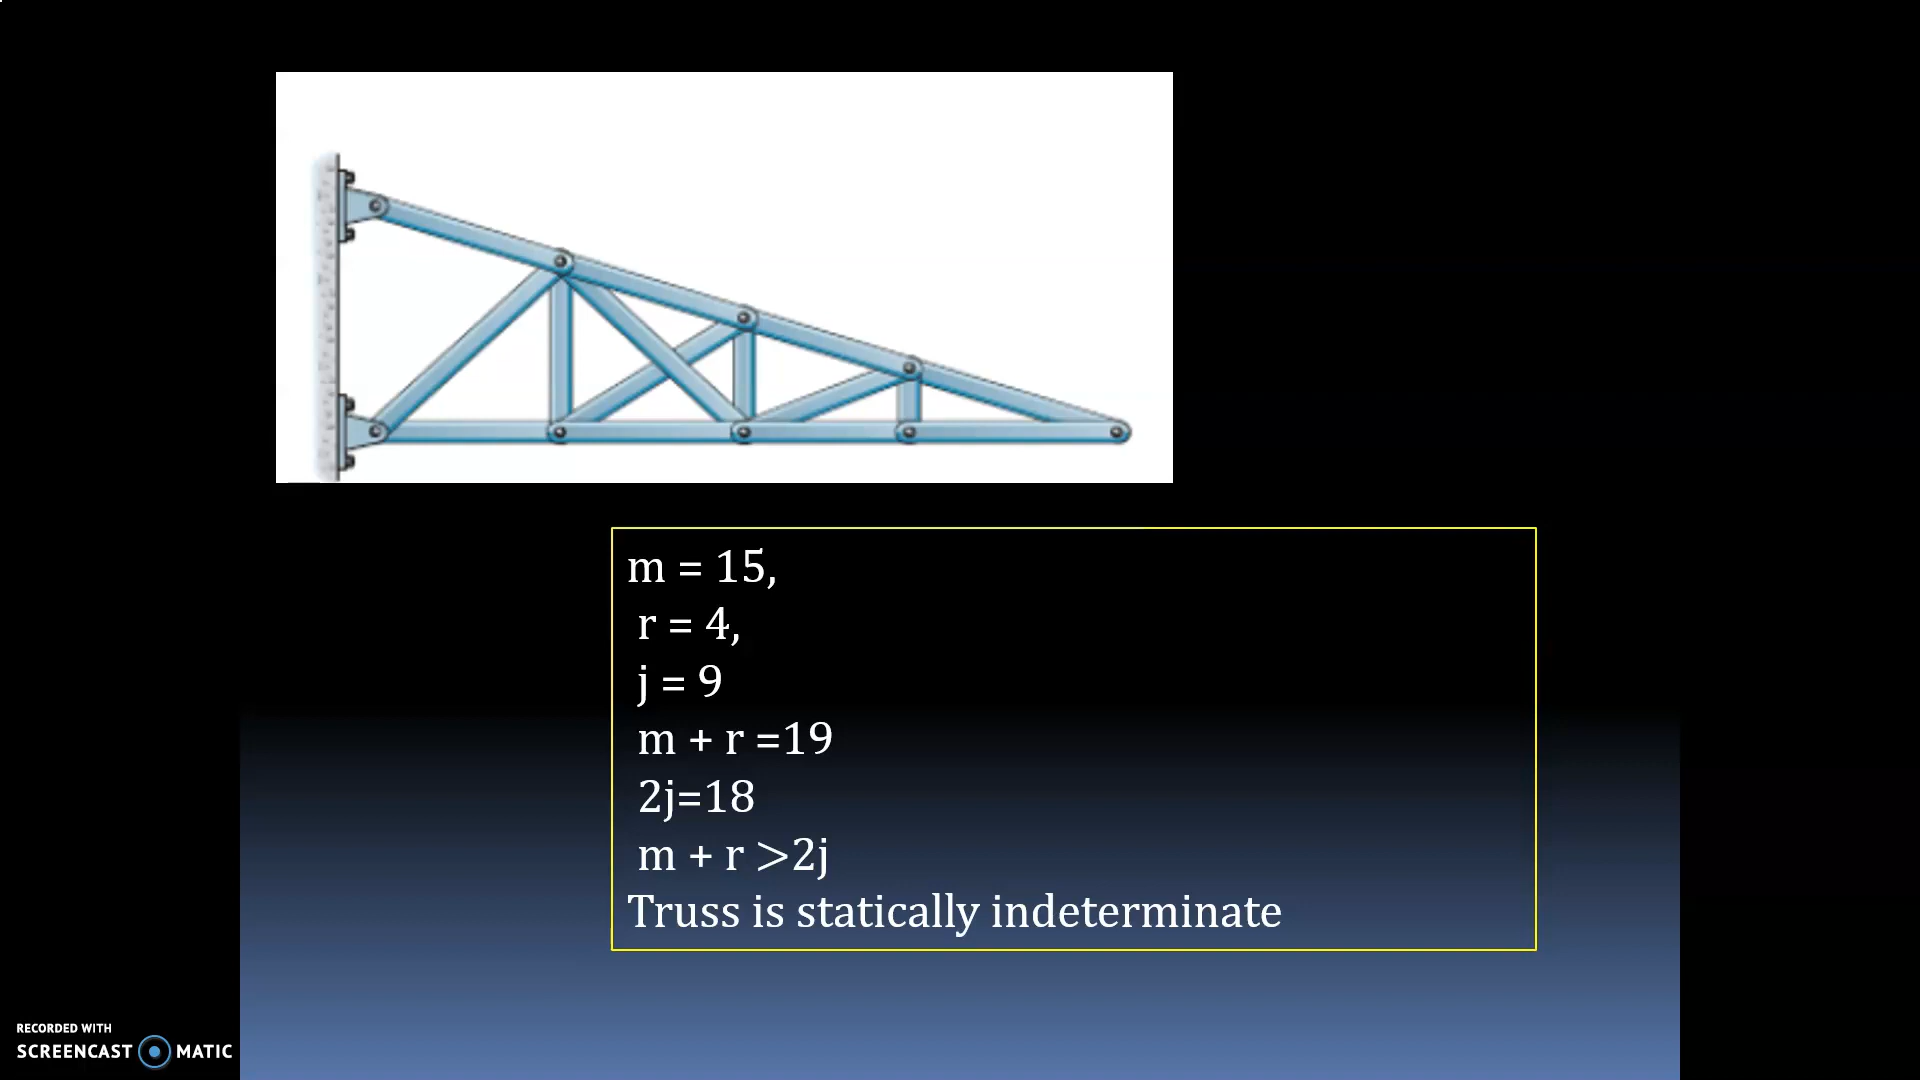 m = 15,
r = 4,
j = 9
m + r =19
2j=18
m + r >2j
Truss is statically indeterminate
RECORDED WITH
SCREENCAST MATIC